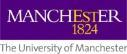 MANCHESTER
1824
The University of Manchester